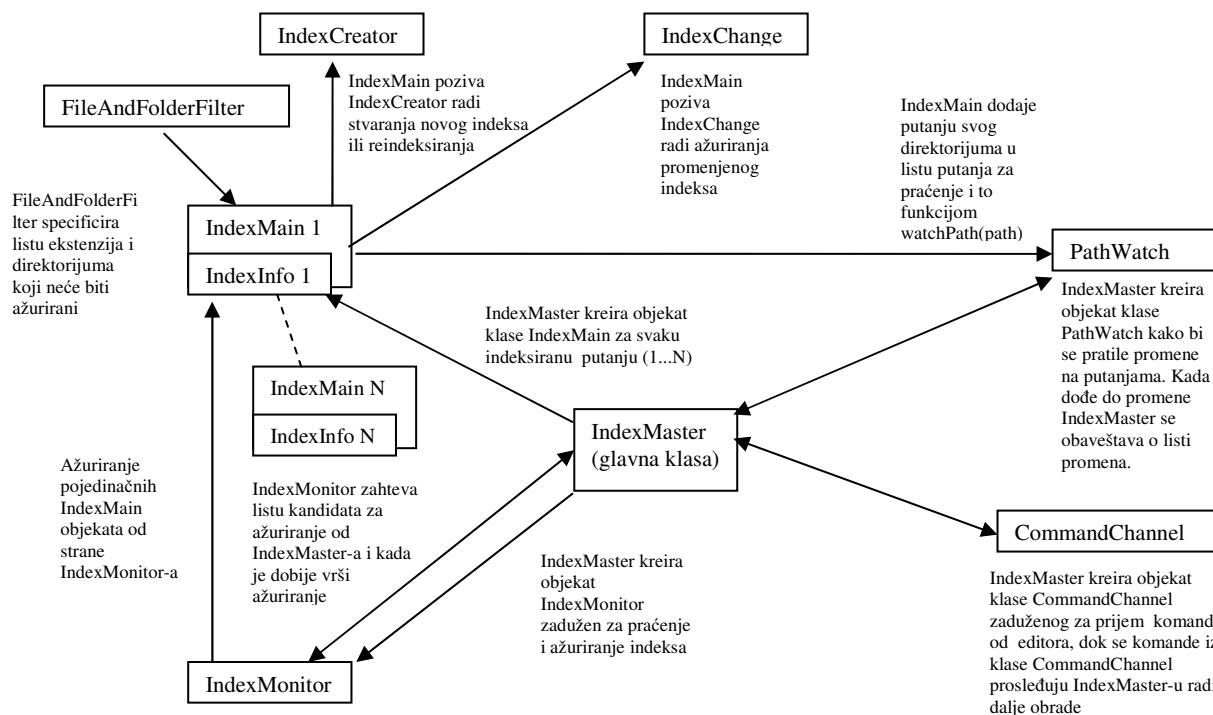 IndexCreator
IndexChange
IndexMain poziva
IndexCreator radi
stvaranja novog indeksa
ili reindeksiranja
IndexMain
poziva
IndexChange
radi ažuriranja
promenjenog
indeksa
FileAndFolderFilter
IndexMain dodaje
putanju svog
direktorijuma u
listu putanja za
praćenje i to
funkcijom
watchPath(path)
FileAndFolderFi
lter specificira
listu ekstenzija i
direktorijuma
koji neće biti
ažurirani
IndexMain 1
IndexInfo 1
PathWatch
IndexMaster kreira
objekat klase
PathWatch kako bi
se pratile promene
na putanjama. Kada
dođe do promene
IndexMaster se
obaveštava o listi
promena.
IndexMaster kreira objekat
klase IndexMain za svaku
indeksiranu putanju (1...N)
IndexMain N
IndexInfo N
IndexMaster
(glavna klasa)
Ažuriranje
pojedinačnih
IndexMain
objekata od
strane
IndexMonitor-a
IndexMonitor zahteva
listu kandidata za
ažuriranje od
IndexMaster-a i kada
je dobije vrši
ažuriranje
IndexMaster kreira
objekat
IndexMonitor
zadužen za praćenje
i ažuriranje indeksa
CommandChannel
IndexMaster kreira objekat
klase CommandChannel
zaduženog za prijem komandi
od editora, dok se komande iz
klase CommandChannel
prosleđuju IndexMaster-u radi
dalje obrade
IndexMonitor